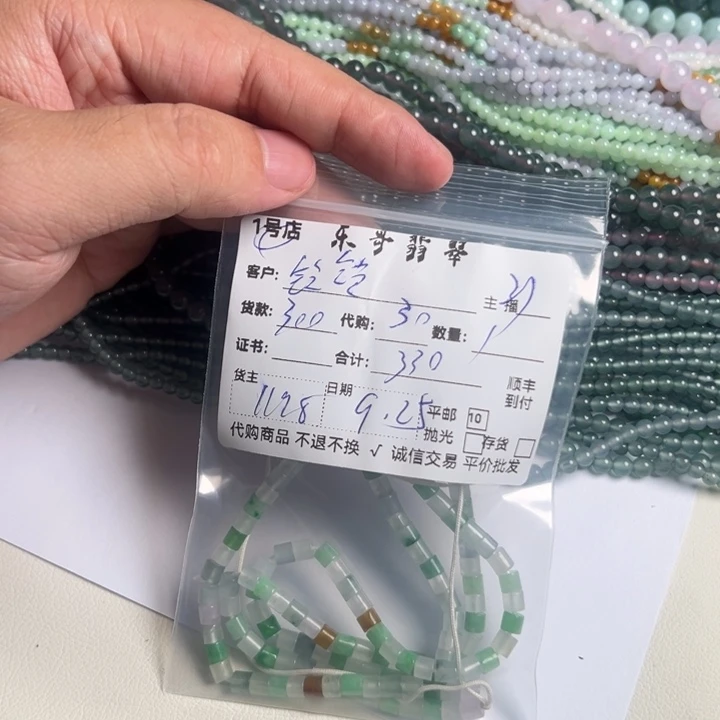 1号店 乐哥翡翠
客户: 铃铛 主播
货款: 300 代购: 30 数量: 1
证书: 合计: 330
顺丰
到付
货主 1128 日期 9.25 平邮 10
抛光 存货
代购商品 不退不换 √ 诚信交易 平价批发